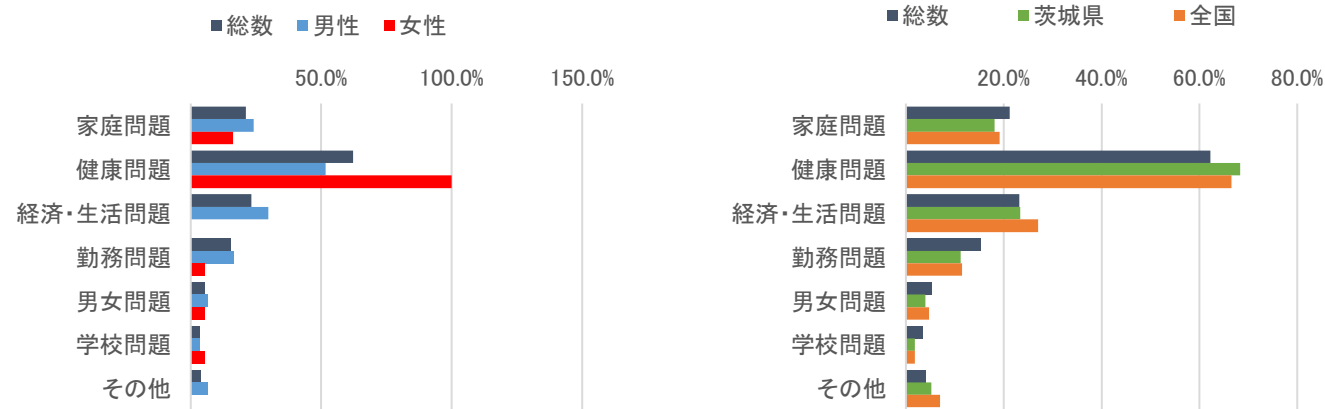 総数 男性 女性
50.0% 100.0% 150.0%
家庭問題
健康問題
経済・生活問題
勤務問題
男女問題
学校問題
その他
総数 茨城県 全国
20.0% 40.0% 60.0% 80.0%
家庭問題
健康問題
経済・生活問題
勤務問題
男女問題
学校問題
その他